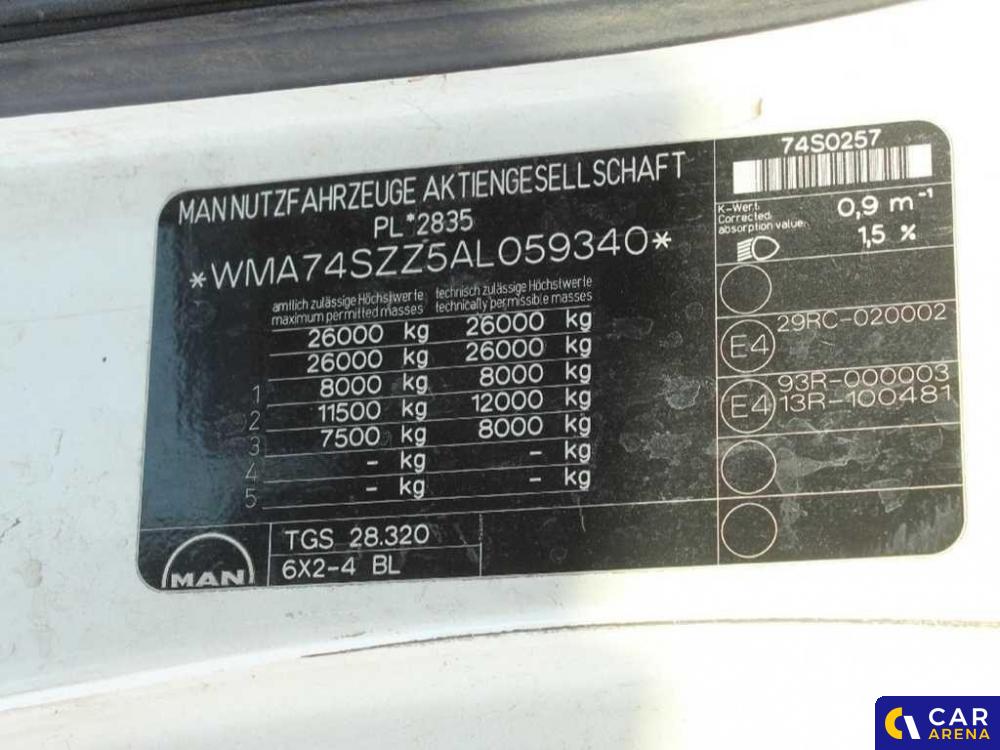 MAN NUTZFAHRZEUGE AKTIENGESELLSCHAFT
PL*2835
*WMA74SZZ5AL059340*
amtlich zulässige Höchstwerte technisch zulässige Höchstwerte
maximum permitted masses technically permissible masses
26000 kg 26000 kg
26000 kg 26000 kg
1 8000 kg 8000 kg
2 11500 kg 12000 kg
3 7500 kg 8000 kg
4 - kg - kg
5 - kg - kg
MAN
TGS 28.320
6X2-4 BL
74S0257
K-Wert:
Corrected
absorption value:
0,9 m⁻¹
1,5 %
29RC-020002
E4
93R-000003
E4
13R-100481
CAR
ARENA